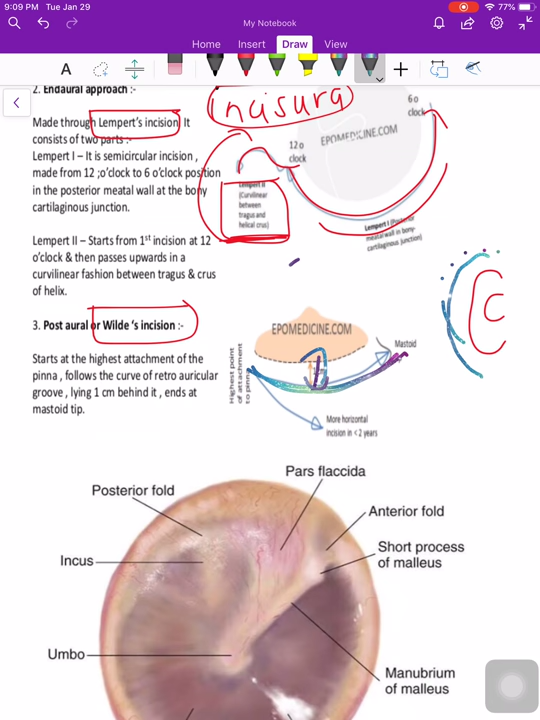 9:09 PM Tue Jan 29
77%
My Notebook
Home Insert Draw View
A
2. Endaural approach :-
Made through Lempert's incision. It
consists of two parts :-
Lempert I – It is semicircular incision ,
made from 12 ;o'clock to 6 o'clock position
in the posterior meatal wall at the bony
cartilaginous junction.
Lempert II – Starts from 1st incision at 12
o'clock & then passes upwards in a
curvilinear fashion between tragus & crus
of helix.
3. Post aural or Wilde 's incision :-
Starts at the highest attachment of the
pinna , follows the curve of retro auricular
groove , lying 1 cm behind it , ends at
mastoid tip.
incisura
6 o
clock
12 o
clock
EPOMEDICINE.COM
Lempert II
(Curvilinear
between
tragus and
helical crus)
Lempert I (Posterior
meatal wall in bony-
cartilaginous junction)
EPOMEDICINE.COM
Mastoid
Highest point
of attachment
to pinna
More horizontal
incision in < 2 years
Pars flaccida
Posterior fold
Anterior fold
Short process
of malleus
Incus
Umbo
Manubrium
of malleus